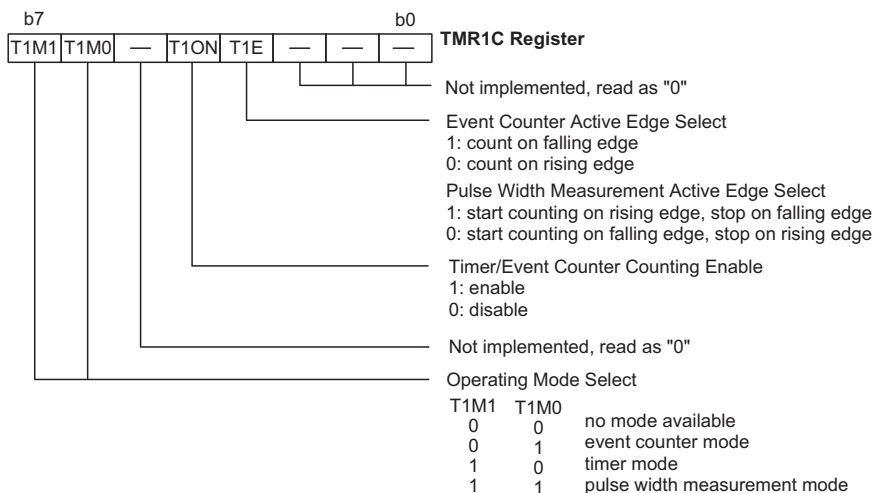 b7 b0
T1M1 T1M0 — T1ON T1E — — — TMR1C Register
Not implemented, read as "0"
Event Counter Active Edge Select
1: count on falling edge
0: count on rising edge
Pulse Width Measurement Active Edge Select
1: start counting on rising edge, stop on falling edge
0: start counting on falling edge, stop on rising edge
Timer/Event Counter Counting Enable
1: enable
0: disable
Not implemented, read as "0"
Operating Mode Select
T1M1 T1M0
0 0 no mode available
0 1 event counter mode
1 0 timer mode
1 1 pulse width measurement mode